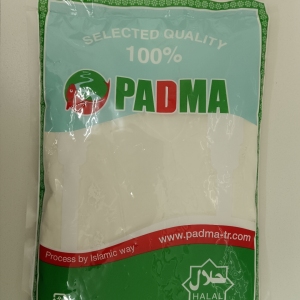 SELECTED QUALITY
100%
PADMA
www.padma-tr.com
Process by Islamic way
حلال
HALAL